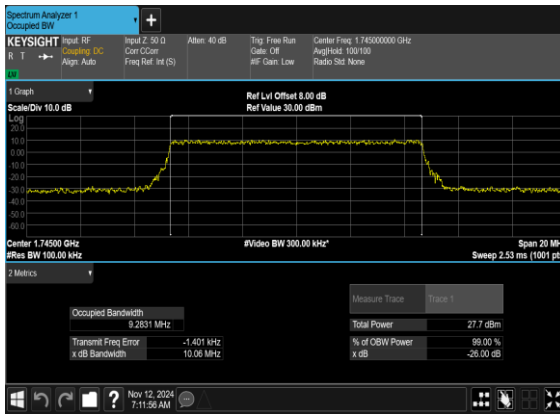 Spectrum Analyzer 1
Occupied BW
+
KEYSIGHT
R T
LXI
Input: RF
Coupling: DC
Align: Auto
Input Z: 50 Ω
Corr CCorr
Freq Ref: Int (S)
Atten: 40 dB
Trig: Free Run
Gate: Off
#IF Gain: Low
Center Freq: 1.745000000 GHz
Avg|Hold: 100/100
Radio Std: None
1 Graph
Scale/Div 10.0 dB
Ref Lvl Offset 8.00 dB
Ref Value 30.00 dBm
Log
20.0
10.0
0.00
-10.0
-20.0
-30.0
-40.0
-50.0
-60.0
Center 1.74500 GHz
#Res BW 100.00 kHz
#Video BW 300.00 kHz*
Span 20 MH
Sweep 2.53 ms (1001 pt
2 Metrics
Measure Trace
Trace 1
Occupied Bandwidth
9.2831 MHz
Total Power
27.7 dBm
Transmit Freq Error
-1.401 kHz
% of OBW Power
99.00 %
x dB Bandwidth
10.06 MHz
x dB
-26.00 dB
?
Nov 12, 2024
7:11:56 AM